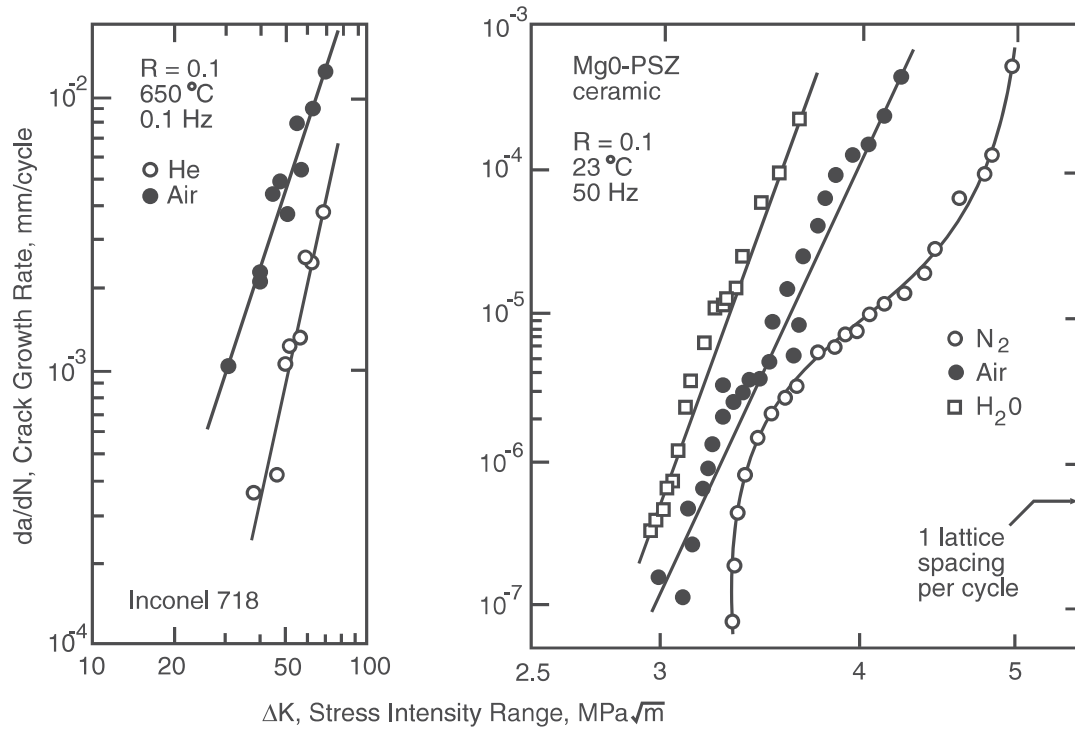 da/dN, Crack Growth Rate, mm/cycle
10⁻²
10⁻³
10⁻⁴
R = 0.1
650 °C
0.1 Hz
He
Air
Inconel 718
10
20
50
100
10⁻³
10⁻⁴
10⁻⁵
10⁻⁶
10⁻⁷
Mg0-PSZ
ceramic
R = 0.1
23 °C
50 Hz
N₂
Air
H₂0
1 lattice
spacing
per cycle
2.5
3
4
5
ΔK, Stress Intensity Range, MPa√m